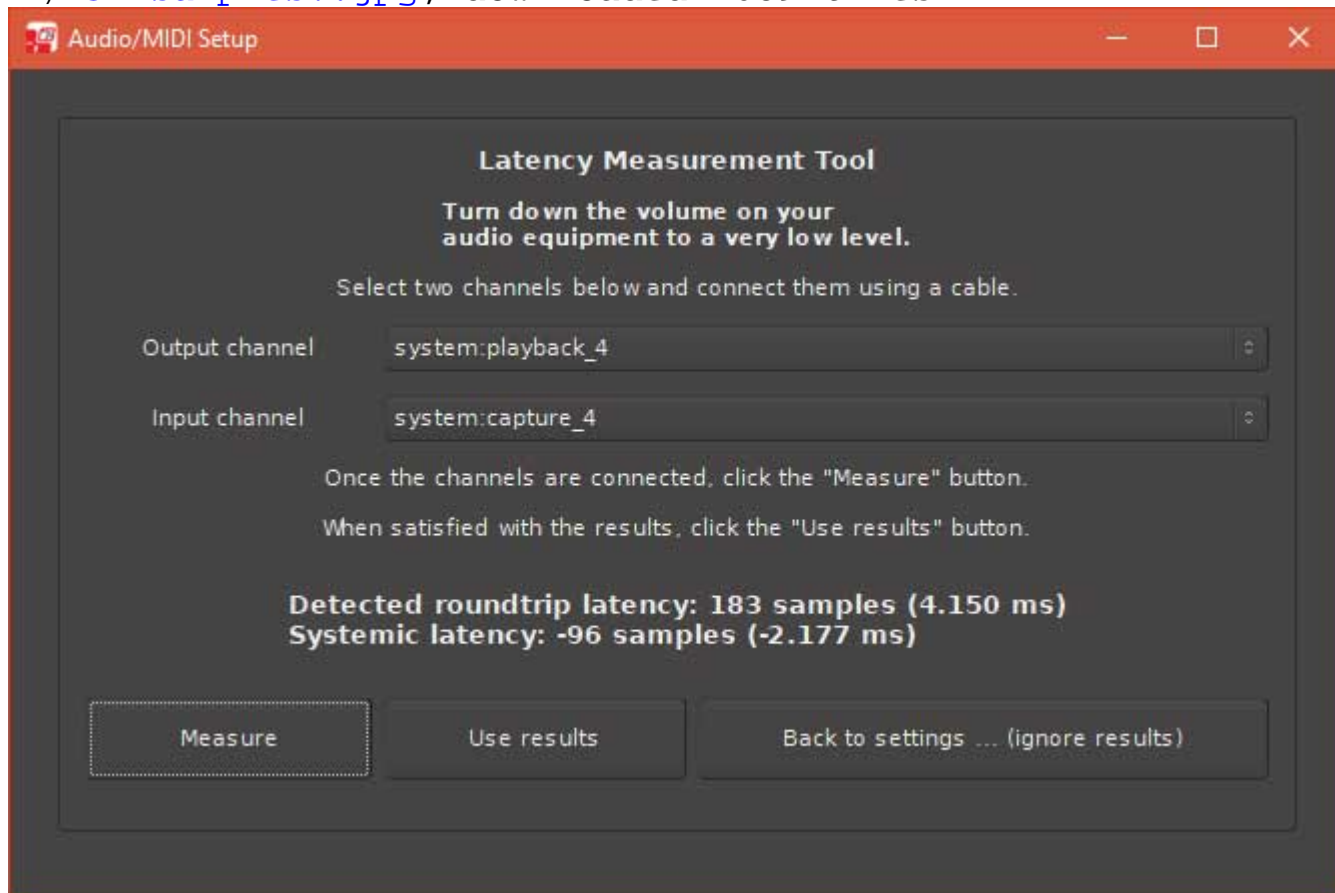 Audio/MIDI Setup
Latency Measurement Tool
Turn down the volume on your
audio equipment to a very low level.
Select two channels below and connect them using a cable.
Output channel system:playback_4
Input channel system:capture_4
Once the channels are connected, click the "Measure" button.
When satisfied with the results, click the "Use results" button.
Detected roundtrip latency: 183 samples (4.150 ms)
Systemic latency: -96 samples (-2.177 ms)
Measure Use results Back to settings ... (ignore results)